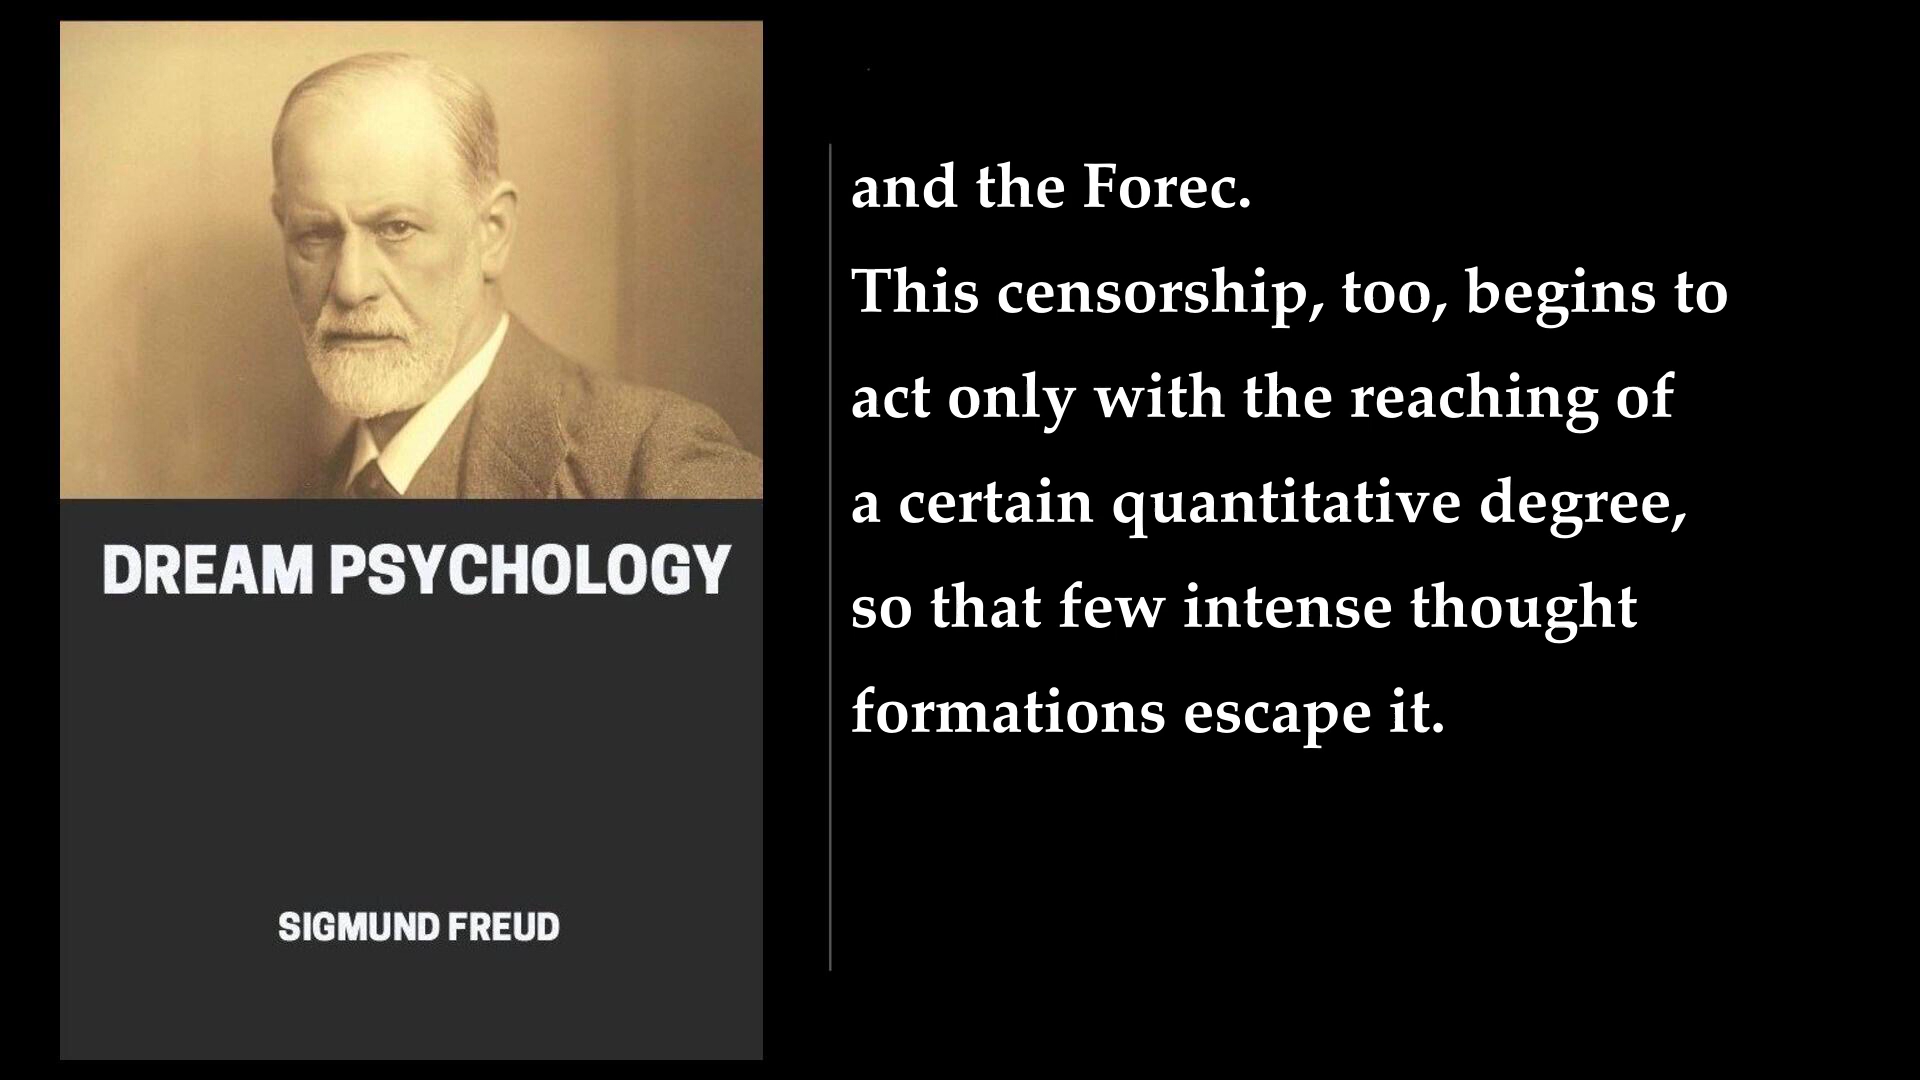 DREAM PSYCHOLOGY
SIGMUND FREUD
and the Forec.
This censorship, too, begins to
act only with the reaching of
a certain quantitative degree,
so that few intense thought
formations escape it.